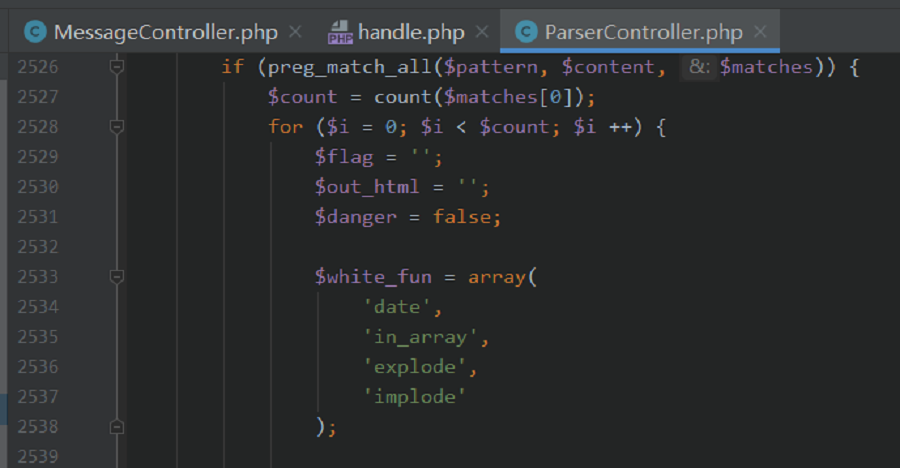 MessageController.php × handle.php × ParserController.php ×
2526 if (preg_match_all($pattern, $content, &: $matches)) {
2527 $count = count($matches[0]);
2528 for ($i = 0; $i < $count; $i ++) {
2529 $flag = '';
2530 $out_html = '';
2531 $danger = false;
2532
2533 $white_fun = array(
2534 'date',
2535 'in_array',
2536 'explode',
2537 'implode'
2538 );
2539